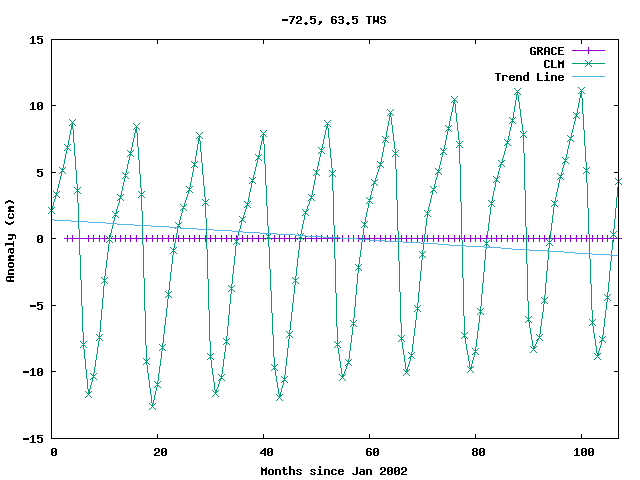 -72.5, 63.5 TWS
GRACE
CLM
Trend Line
15
10
5
0
-5
-10
-15
Anomaly (cm)
0 20 40 60 80 100
Months since Jan 2002